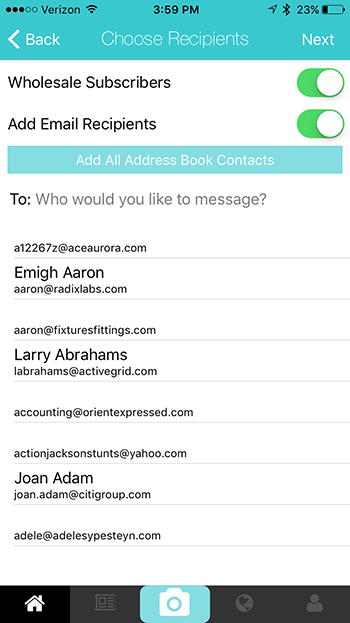 Verizon 3:59 PM 23%
Back Choose Recipients Next
Wholesale Subscribers
Add Email Recipients
Add All Address Book Contacts
To: Who would you like to message?
a12267z@aceaurora.com
Emigh Aaron
aaron@radixlabs.com
aaron@fixturesfittings.com
Larry Abrahams
labrahams@activegrid.com
accounting@orientexpressed.com
actionjacksonstunts@yahoo.com
Joan Adam
joan.adam@citigroup.com
adele@adelesypesteyn.com